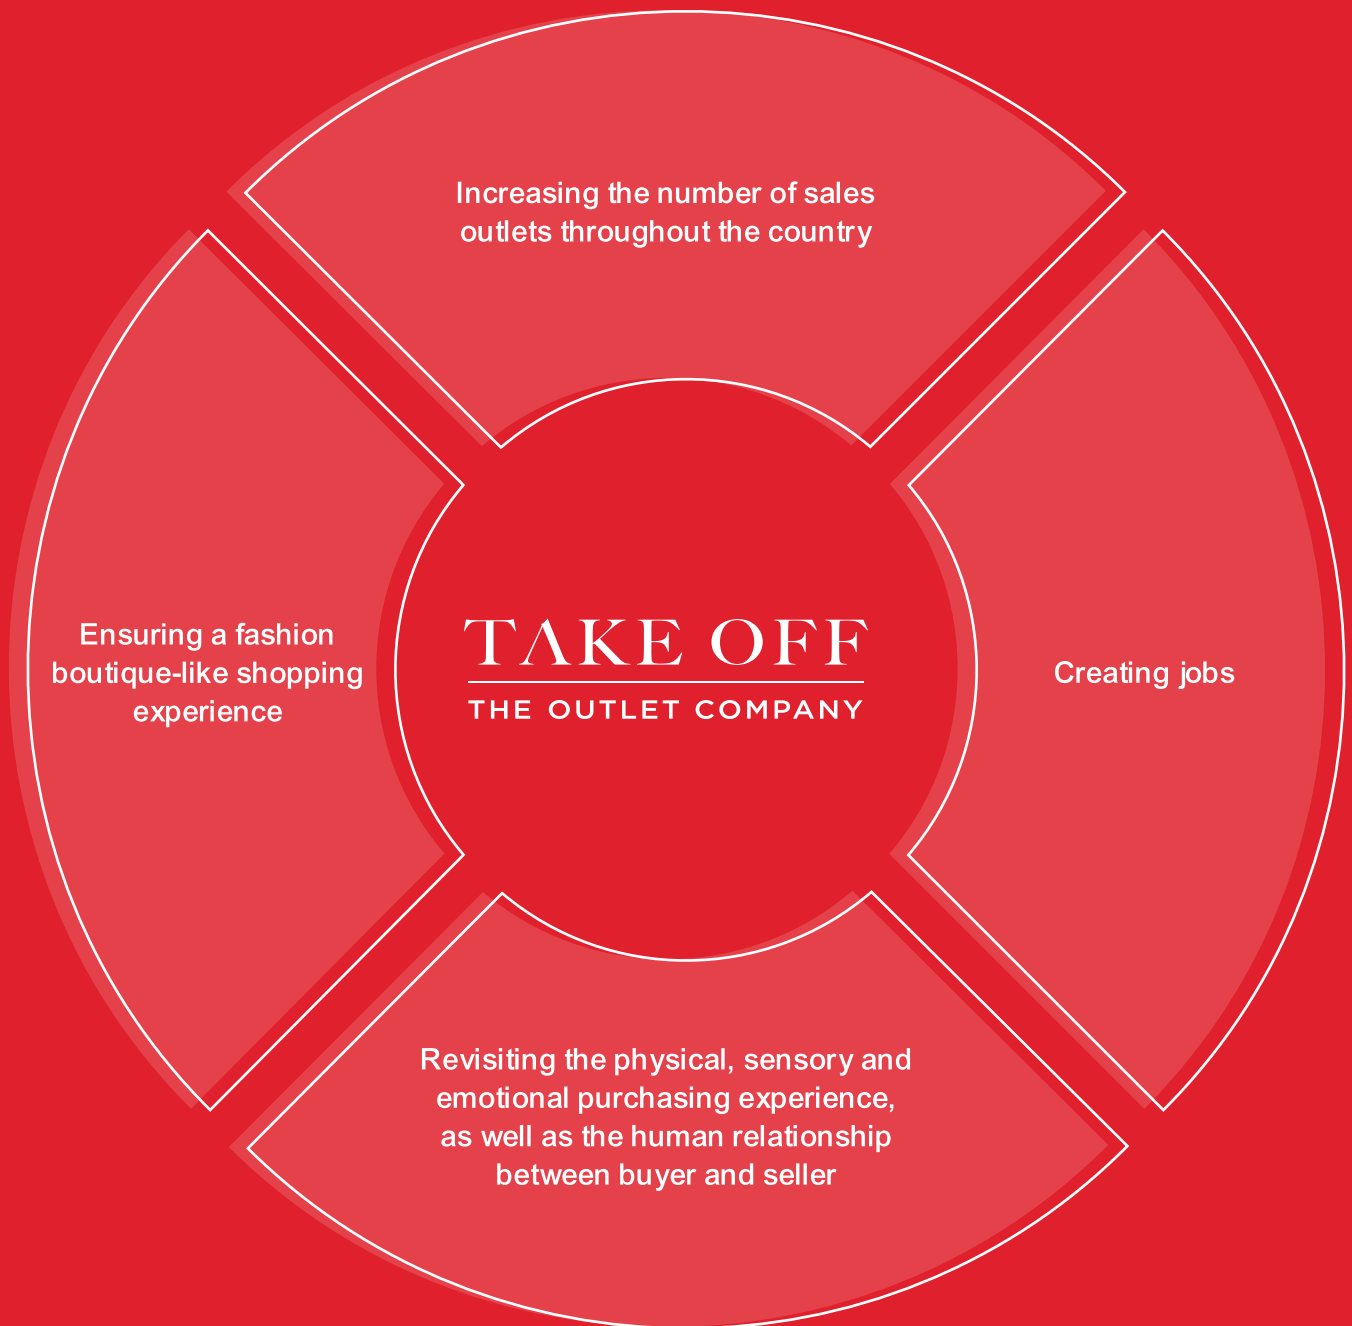 Increasing the number of sales
outlets throughout the country
Ensuring a fashion
boutique-like shopping
experience
TAKE OFF
THE OUTLET COMPANY
Creating jobs
Revisiting the physical, sensory and
emotional purchasing experience,
as well as the human relationship
between buyer and seller